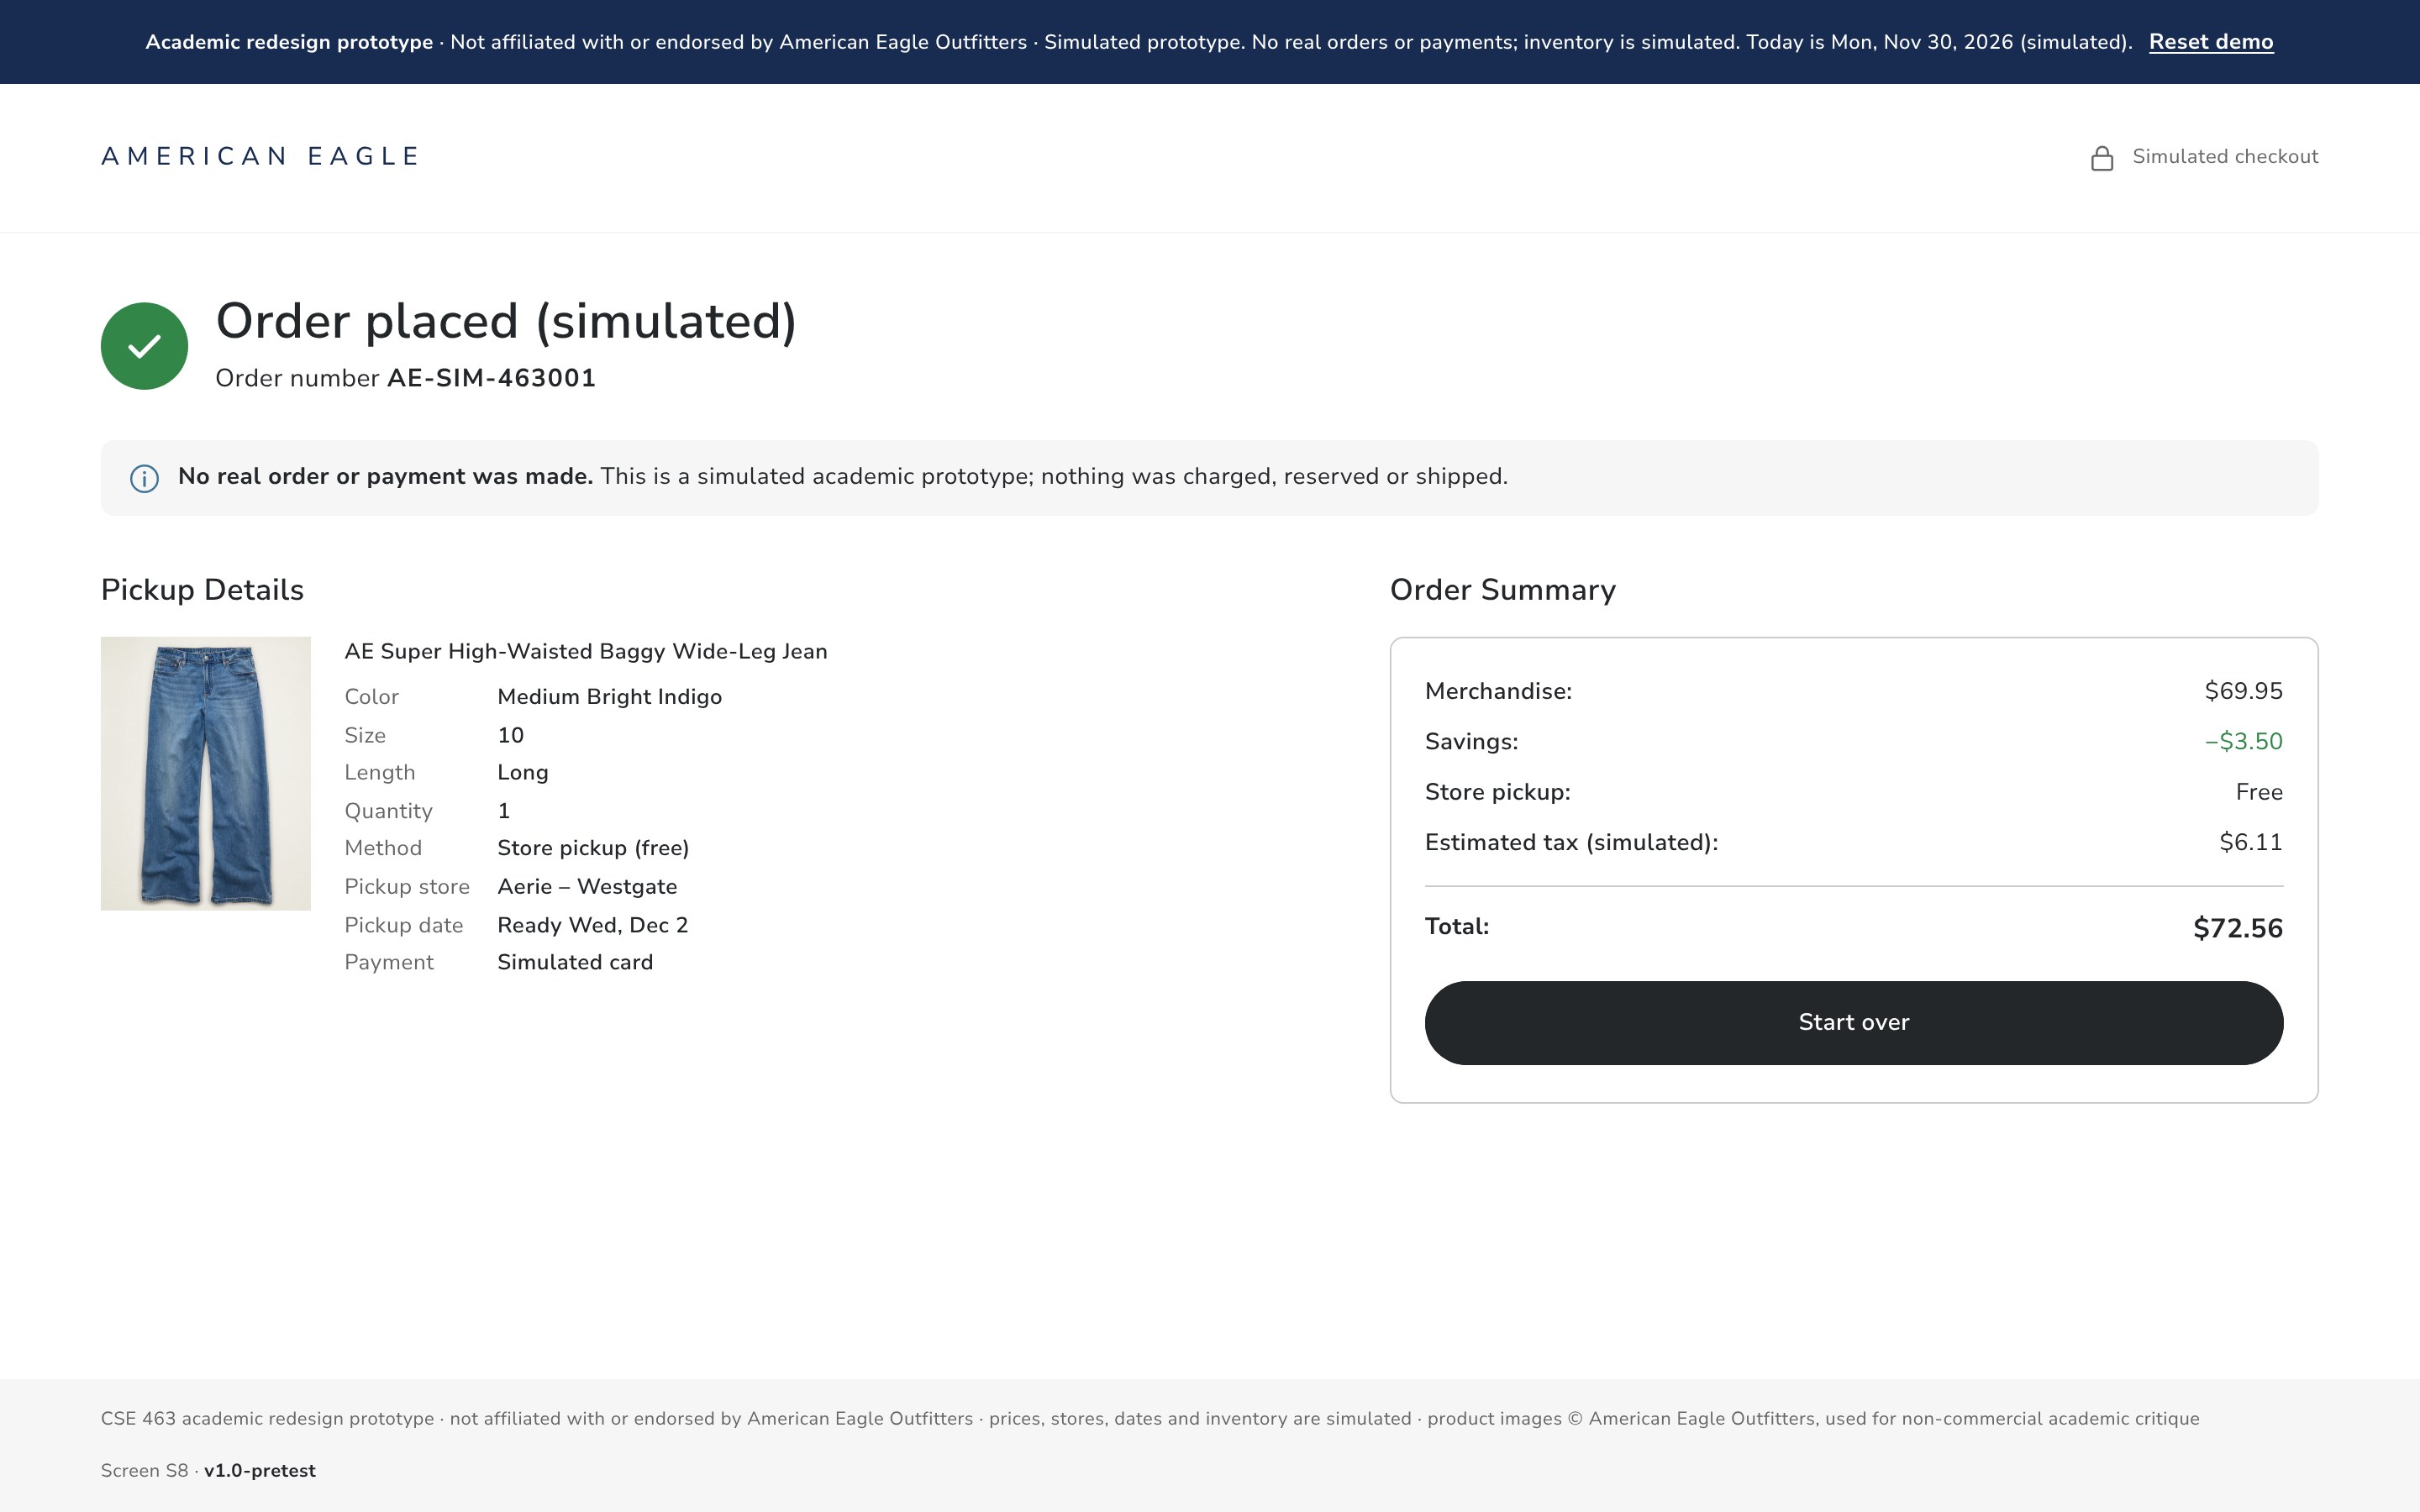 Academic redesign prototype · Not affiliated with or endorsed by American Eagle Outfitters · Simulated prototype. No real orders or payments; inventory is simulated. Today is Mon, Nov 30, 2026 (simulated). Reset demo
AMERICAN EAGLE
Simulated checkout
Order placed (simulated)
Order number AE-SIM-463001
No real order or payment was made. This is a simulated academic prototype; nothing was charged, reserved or shipped.
Pickup Details
AE Super High-Waisted Baggy Wide-Leg Jean
Color Medium Bright Indigo
Size 10
Length Long
Quantity 1
Method Store pickup (free)
Pickup store Aerie – Westgate
Pickup date Ready Wed, Dec 2
Payment Simulated card
Order Summary
Merchandise: $69.95
Savings: –$3.50
Store pickup: Free
Estimated tax (simulated): $6.11
Total: $72.56
Start over
CSE 463 academic redesign prototype · not affiliated with or endorsed by American Eagle Outfitters · prices, stores, dates and inventory are simulated · product images © American Eagle Outfitters, used for non-commercial academic critique
Screen S8 · v1.0-pretest